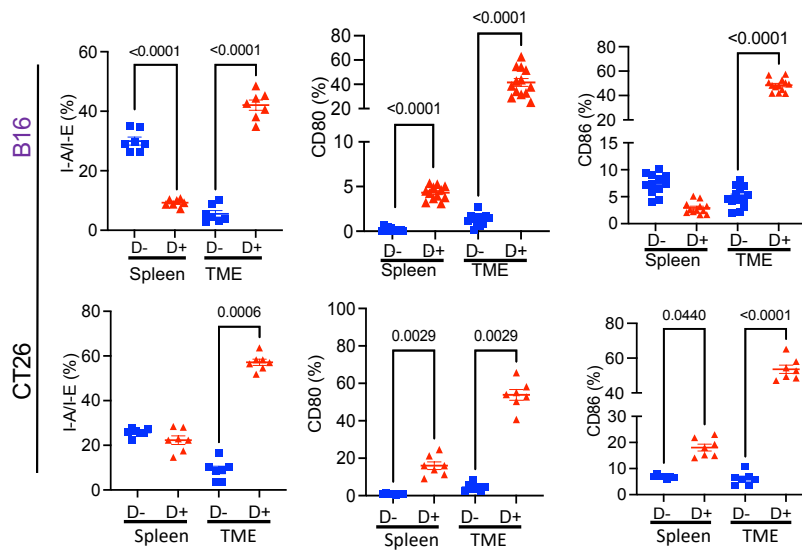 B16
I-A/I-E (%)
60
40
20
0
<0.0001
<0.0001
D-
D+
D-
D+
Spleen
TME
CD80 (%)
80
60
40
20
10
5
0
<0.0001
<0.0001
D-
D+
D-
D+
Spleen
TME
CD86 (%)
80
60
40
20
15
10
5
0
<0.0001
D-
D+
D-
D+
Spleen
TME
CT26
I-A/I-E (%)
80
60
40
20
0
0.0006
D-
D+
D-
D+
Spleen
TME
CD80 (%)
100
80
60
40
20
0
0.0029
0.0029
D-
D+
D-
D+
Spleen
TME
CD86 (%)
80
60
40
20
10
0
0.0440
<0.0001
D-
D+
D-
D+
Spleen
TME